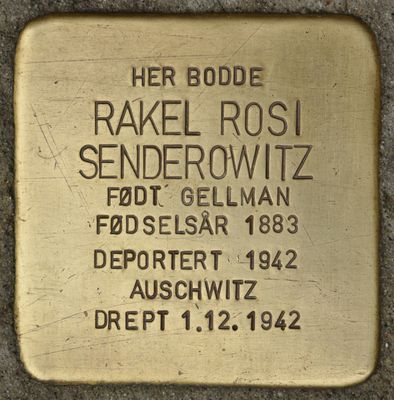 HER BODDE
RAKEL ROSI
SENDEROWITZ
FØDT GELLMAN
FØDSELSÅR 1883
DEPORTERT 1942
AUSCHWITZ
DREPT 1.12.1942